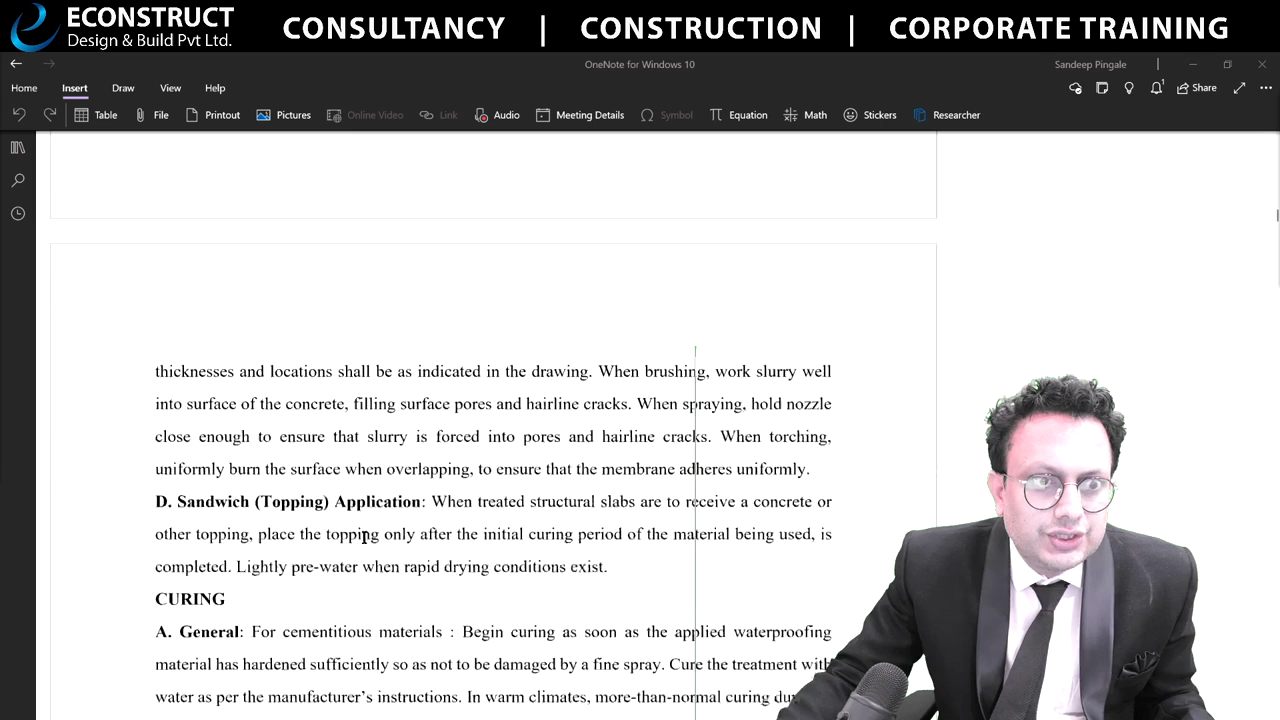 ECONSTRUCT
Design & Build Pvt Ltd.
CONSULTANCY | CONSTRUCTION | CORPORATE TRAINING
OneNote for Windows 10
Sandeep Pingale
Home Insert Draw View Help
1
Share
Table File Printout Pictures Online Video Link Audio Meeting Details Symbol Equation Math Stickers Researcher
thicknesses and locations shall be as indicated in the drawing. When brushing, work slurry well
into surface of the concrete, filling surface pores and hairline cracks. When spraying, hold nozzle
close enough to ensure that slurry is forced into pores and hairline cracks. When torching,
uniformly burn the surface when overlapping, to ensure that the membrane adheres uniformly.
D. Sandwich (Topping) Application: When treated structural slabs are to receive a concrete or
other topping, place the topping only after the initial curing period of the material being used, is
completed. Lightly pre-water when rapid drying conditions exist.
CURING
A. General: For cementitious materials : Begin curing as soon as the applied waterproofing
material has hardened sufficiently so as not to be damaged by a fine spray. Cure the treatment with
water as per the manufacturer's instructions. In warm climates, more-than-normal curing